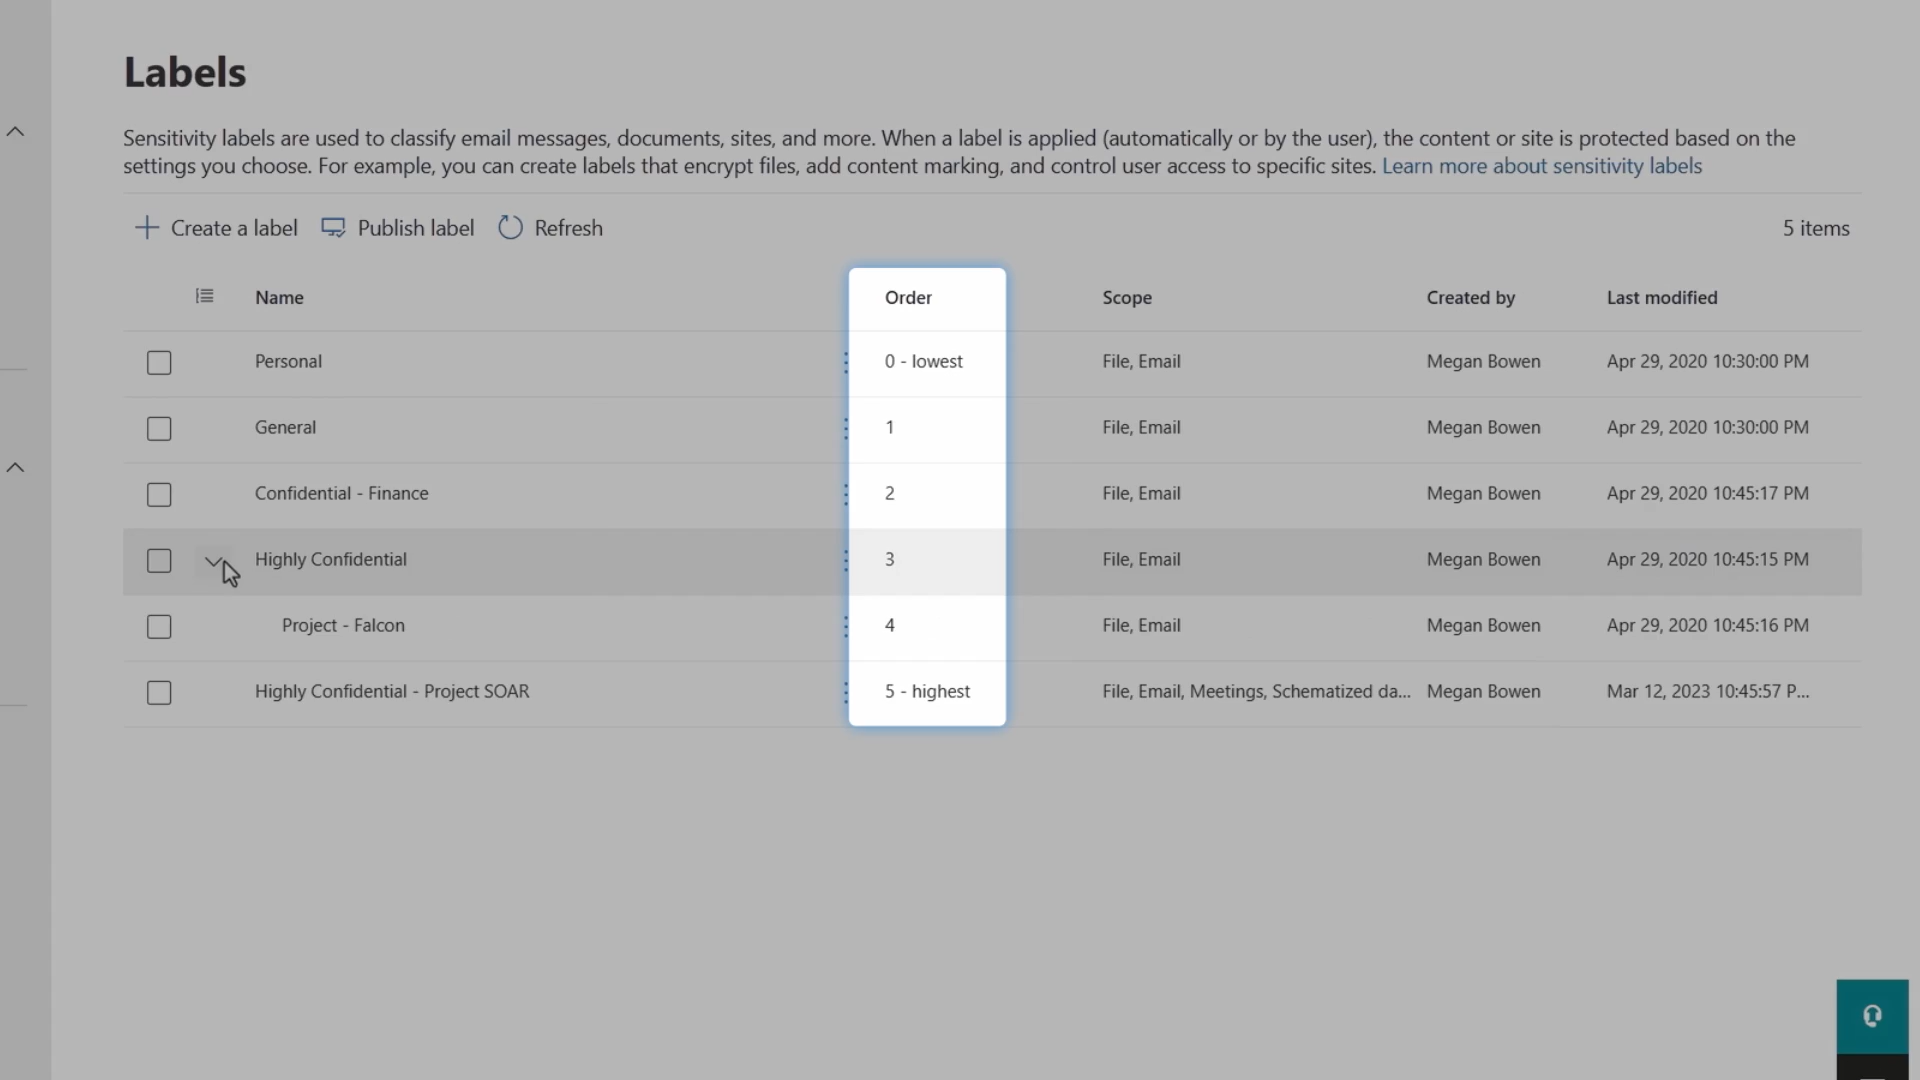 Labels
Sensitivity labels are used to classify email messages, documents, sites, and more. When a label is applied (automatically or by the user), the content or site is protected based on the
settings you choose. For example, you can create labels that encrypt files, add content marking, and control user access to specific sites. Learn more about sensitivity labels
Create a label Publish label Refresh 5 items
Name Order Scope Created by Last modified
Personal 0 - lowest File, Email Megan Bowen Apr 29, 2020 10:30:00 PM
General 1 File, Email Megan Bowen Apr 29, 2020 10:30:00 PM
Confidential - Finance 2 File, Email Megan Bowen Apr 29, 2020 10:45:17 PM
Highly Confidential 3 File, Email Megan Bowen Apr 29, 2020 10:45:15 PM
Project - Falcon 4 File, Email Megan Bowen Apr 29, 2020 10:45:16 PM
Highly Confidential - Project SOAR 5 - highest File, Email, Meetings, Schematized da... Megan Bowen Mar 12, 2023 10:45:57 P...